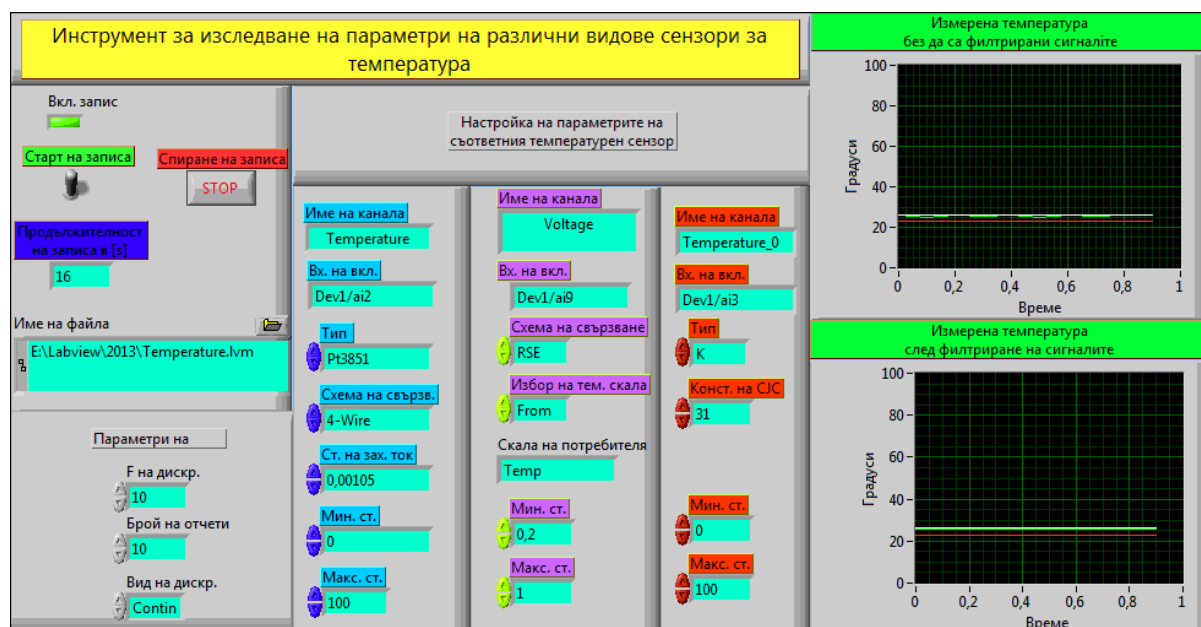 Инструмент за изследване на параметри на различни видове сензори за
температура
Вкл. запис
Старт на записа
Спиране на записа
STOP
Продължителност
на записа в [s]
16
Име на файла
E:\Labview\2013\Temperature.lvm
Параметри на
F на дискр.
10
Брой на отчети
10
Вид на дискр.
Contin
Настройка на параметрите на
съответния температурен сензор
Име на канала
Temperature
Вх. на вкл.
Dev1/ai2
Тип
Pt3851
Схема на свързв.
4-Wire
Ст. на зах. ток
0,00105
Мин. ст.
0
Макс. ст.
100
Име на канала
Voltage
Вх. на вкл.
Dev1/ai9
Схема на свързване
RSE
Избор на тем. скала
From
Скала на потребителя
Temp
Мин. ст.
0,2
Макс. ст.
1
Име на канала
Temperature_0
Вх. на вкл.
Dev1/ai3
Тип
K
Конст. на CJC
31
Мин. ст.
0
Макс. ст.
100
Измерена температура
без да са филтрирани сигналíте
Градуси
100
80
60
40
20
0
0 0,2 0,4 0,6 0,8 1
Време
Измерена температура
след филтриране на сигналите
Градуси
100
80
60
40
20
0
0 0,2 0,4 0,6 0,8 1
Време